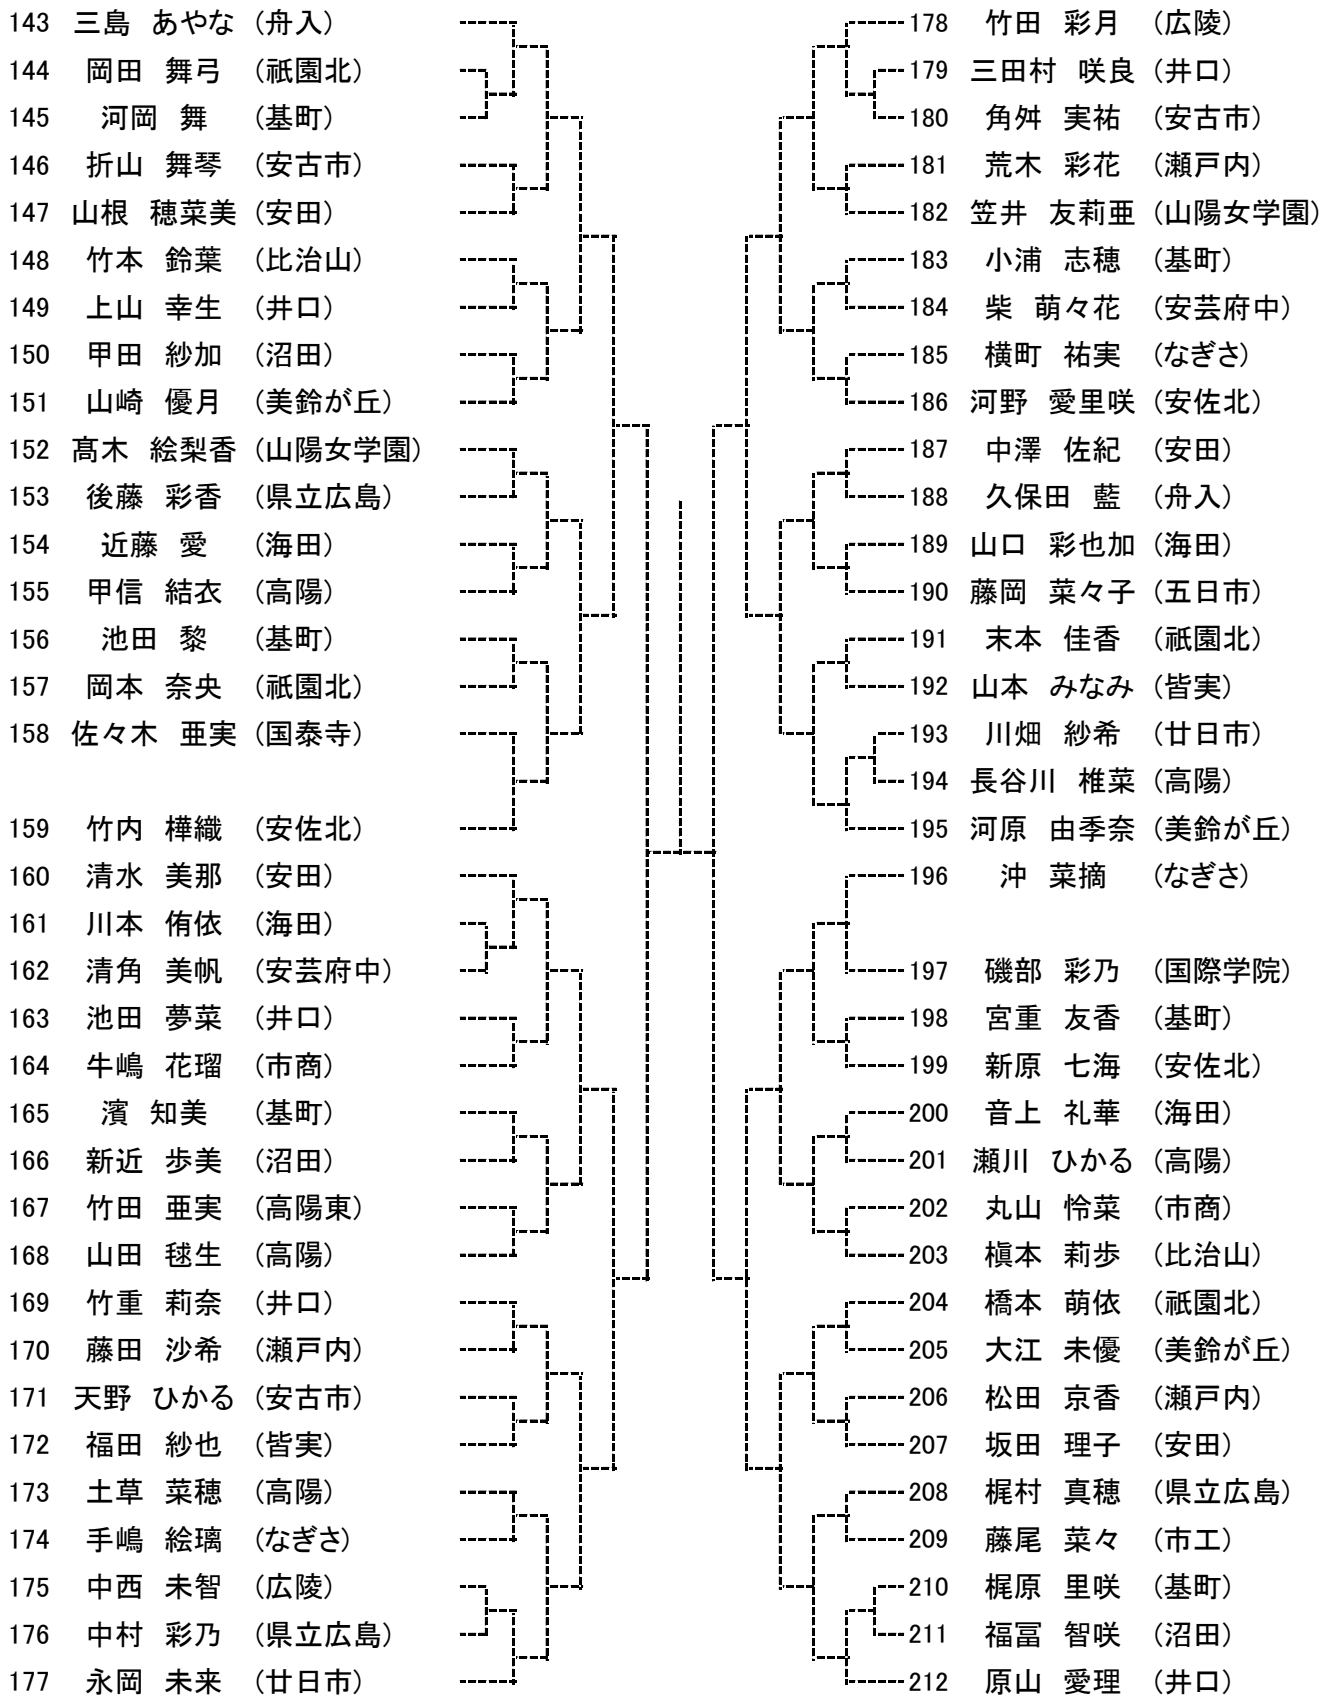 143 三島 あやな (舟入)
144 岡田 舞弓 (祇園北)
145 河岡 舞 (基町)
146 折山 舞琴 (安古市)
147 山根 穂菜美 (安田)
148 竹本 鈴葉 (比治山)
149 上山 幸生 (井口)
150 甲田 紗加 (沼田)
151 山崎 優月 (美鈴が丘)
152 髙木 絵梨香 (山陽女学園)
153 後藤 彩香 (県立広島)
154 近藤 愛 (海田)
155 甲信 結衣 (高陽)
156 池田 黎 (基町)
157 岡本 奈央 (祇園北)
158 佐々木 亜実 (国泰寺)
159 竹内 樺織 (安佐北)
160 清水 美那 (安田)
161 川本 侑依 (海田)
162 清角 美帆 (安芸府中)
163 池田 夢菜 (井口)
164 牛嶋 花瑠 (市商)
165 濱 知美 (基町)
166 新近 歩美 (沼田)
167 竹田 亜実 (高陽東)
168 山田 毬生 (高陽)
169 竹重 莉奈 (井口)
170 藤田 沙希 (瀬戸内)
171 天野 ひかる (安古市)
172 福田 紗也 (皆実)
173 土草 菜穂 (高陽)
174 手嶋 絵璃 (なぎさ)
175 中西 未智 (広陵)
176 中村 彩乃 (県立広島)
177 永岡 未来 (廿日市)
178 竹田 彩月 (広陵)
179 三田村 咲良 (井口)
180 角舛 実祐 (安古市)
181 荒木 彩花 (瀬戸内)
182 笠井 友莉亜 (山陽女学園)
183 小浦 志穂 (基町)
184 柴 萌々花 (安芸府中)
185 横町 祐実 (なぎさ)
186 河野 愛里咲 (安佐北)
187 中澤 佐紀 (安田)
188 久保田 藍 (舟入)
189 山口 彩也加 (海田)
190 藤岡 菜々子 (五日市)
191 末本 佳香 (祇園北)
192 山本 みなみ (皆実)
193 川畑 紗希 (廿日市)
194 長谷川 椎菜 (高陽)
195 河原 由季奈 (美鈴が丘)
196 沖 菜摘 (なぎさ)
197 磯部 彩乃 (国際学院)
198 宮重 友香 (基町)
199 新原 七海 (安佐北)
200 音上 礼華 (海田)
201 瀬川 ひかる (高陽)
202 丸山 怜菜 (市商)
203 槇本 莉歩 (比治山)
204 橋本 萌依 (祇園北)
205 大江 未優 (美鈴が丘)
206 松田 京香 (瀬戸内)
207 坂田 理子 (安田)
208 梶村 真穂 (県立広島)
209 藤尾 菜々 (市工)
210 梶原 里咲 (基町)
211 福冨 智咲 (沼田)
212 原山 愛理 (井口)